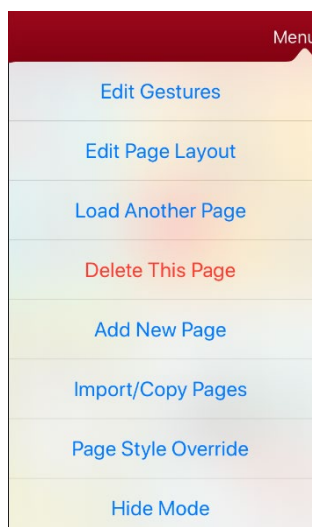 Menu
Edit Gestures
Edit Page Layout
Load Another Page
Delete This Page
Add New Page
Import/Copy Pages
Page Style Override
Hide Mode